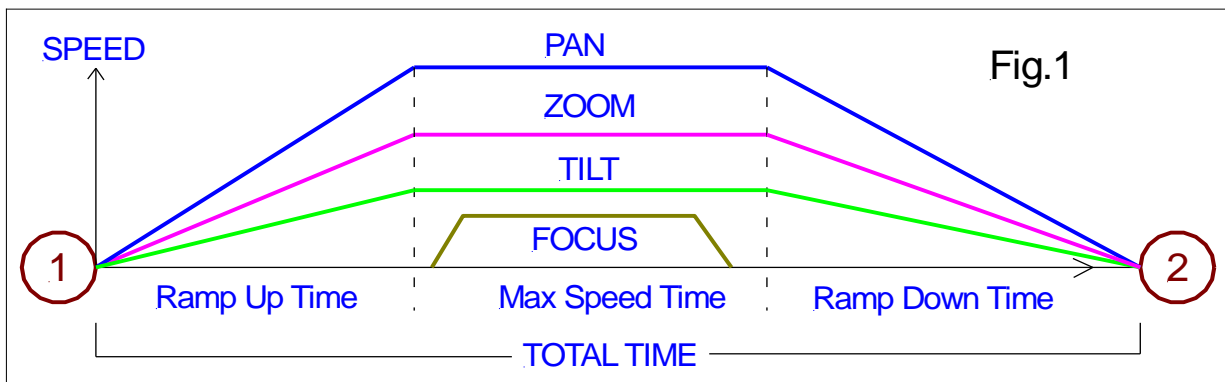 SPEED
PAN
Fig.1
ZOOM
TILT
FOCUS
1
2
Ramp Up Time
Max Speed Time
Ramp Down Time
TOTAL TIME